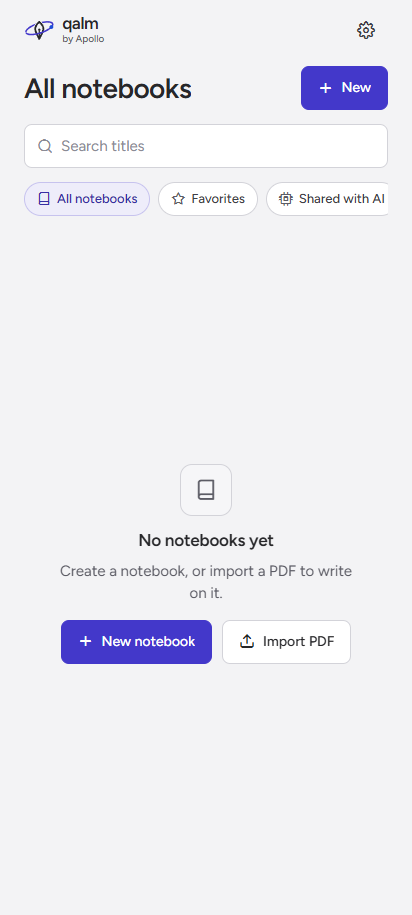 qalm
by Apollo
All notebooks
New
Search titles
All notebooks
Favorites
Shared with AI
No notebooks yet
Create a notebook, or import a PDF to write
on it.
New notebook
Import PDF